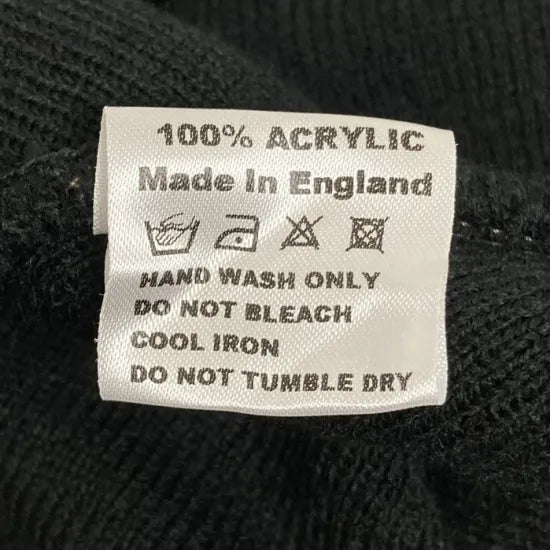 100% ACRYLIC
Made In England
HAND WASH ONLY
DO NOT BLEACH
COOL IRON
DO NOT TUMBLE DRY